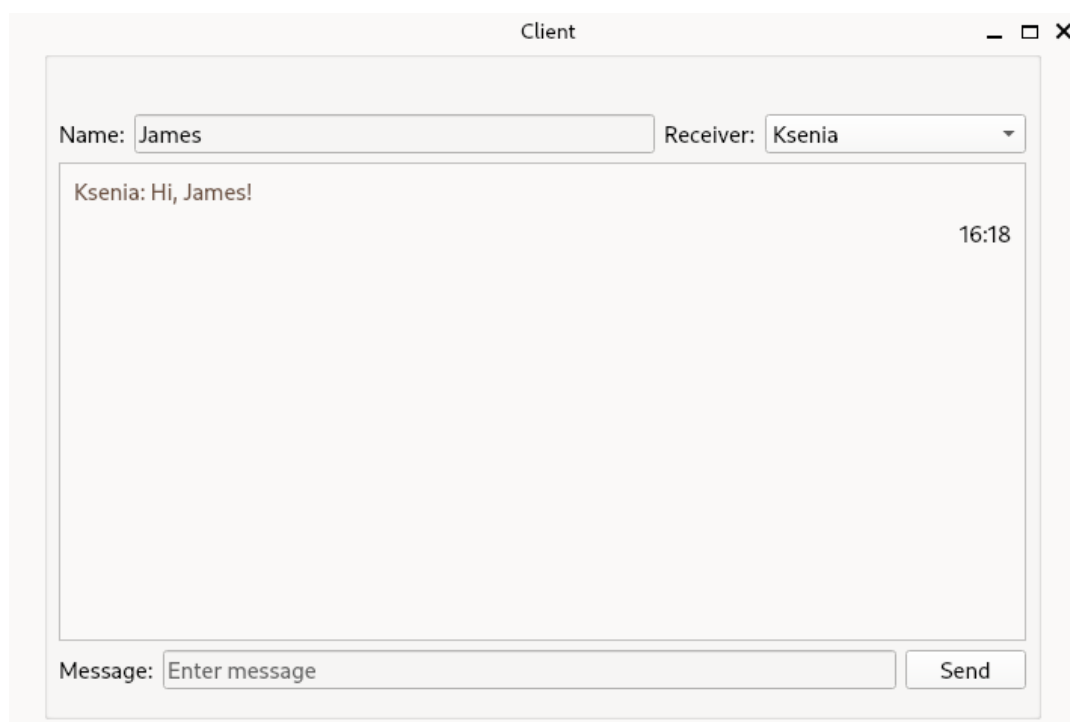 Client
Name: James Receiver: Ksenia
Ksenia: Hi, James!
16:18
Message: Enter message Send